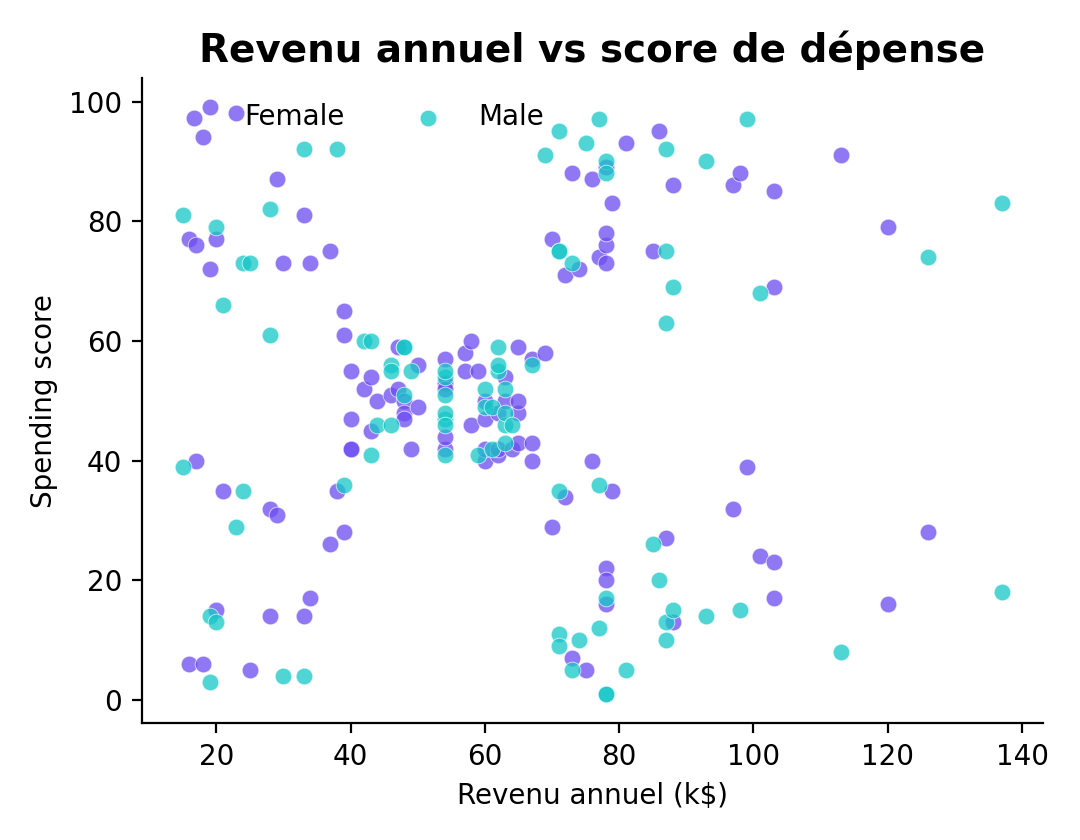 Revenu annuel vs score de dépense
Female Male
100
80
60
40
20
0
Spending score
20 40 60 80 100 120 140
Revenu annuel (k$)